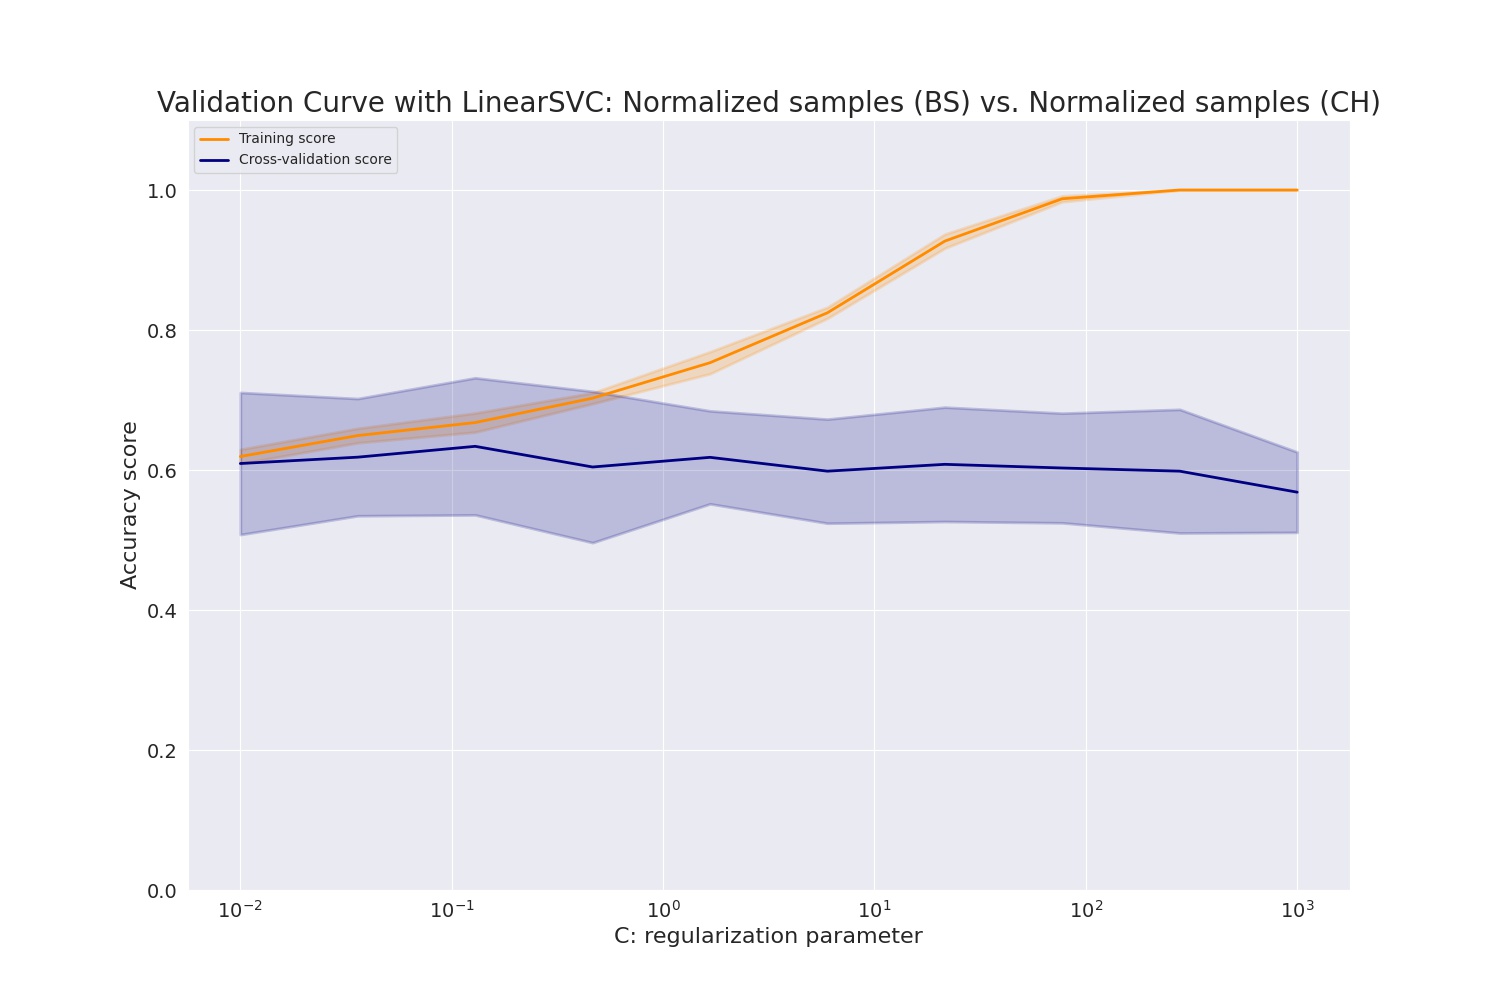 Validation Curve with LinearSVC: Normalized samples (BS) vs. Normalized samples (CH)
Training score
Cross-validation score
1.0
0.8
0.6
0.4
0.2
0.0
Accuracy score
10⁻² 10⁻¹ 10⁰ 10¹ 10² 10³
C: regularization parameter